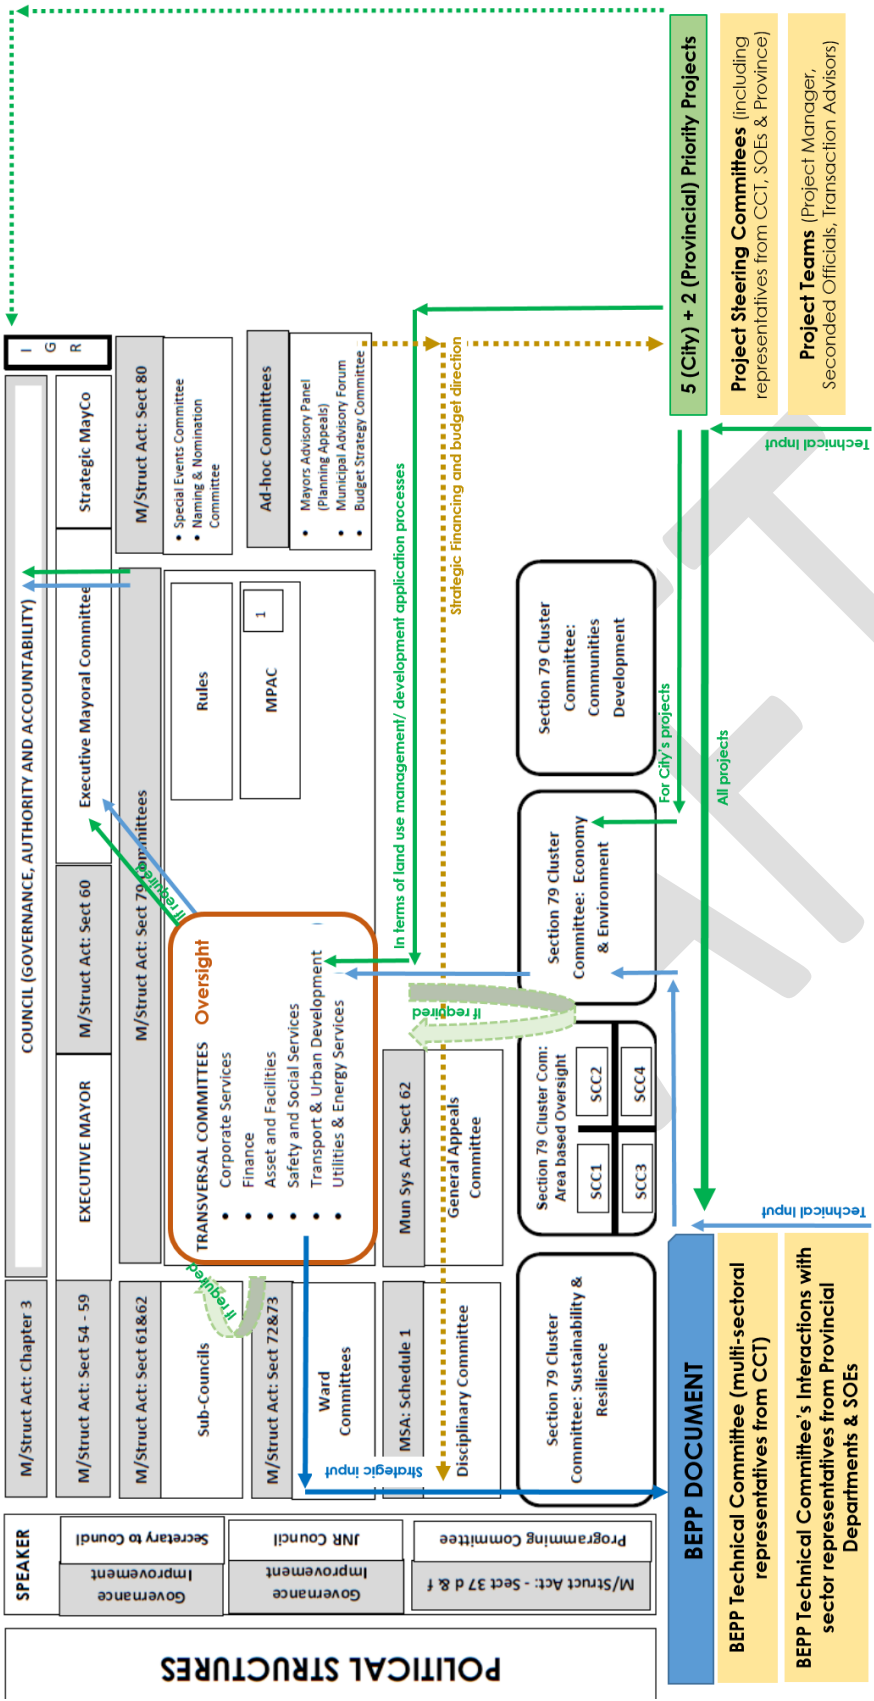 POLITICAL STRUCTURES
SPEAKER
Governance
Improvement
Secretary to Council
Governance
Improvement
JNR Council
M/Struct Act: - Sect 37 d & f
Programming Committee
M/Struct Act: Chapter 3
COUNCIL (GOVERNANCE, AUTHORITY AND ACCOUNTABILITY)
I
G
R
M/Struct Act: Sect 54 - 59
EXECUTIVE MAYOR
M/Struct Act: Sect 60
Executive Mayoral Committee
Strategic MayCo
M/Struct Act: Sect 61&62
M/Struct Act: Sect 79 Committees
M/Struct Act: Sect 80
Sub-Councils
If required
If required
TRANSVERSAL COMMITTEES Oversight
• Corporate Services
• Finance
• Asset and Facilities
• Safety and Social Services
• Transport & Urban Development
• Utilities & Energy Services
Rules
MPAC
1
• Special Events Committee
• Naming & Nomination
Committee
Ad-hoc Committees
• Mayors Advisory Panel
(Planning Appeals)
• Municipal Advisory Forum
• Budget Strategy Committee
M/Struct Act: Sect 72&73
Ward
Committees
MSA: Schedule 1
Disciplinary Committee
Strategic input
Mun Sys Act: Sect 62
General Appeals
Committee
If required
In terms of land use management/ development application processes
Strategic Financing and budget direction
Section 79 Cluster
Committee: Sustainability &
Resilience
Section 79 Cluster Com:
Area based Oversight
SCC1
SCC2
SCC3
SCC4
Section 79 Cluster
Committee: Economy
& Environment
Section 79 Cluster
Committee:
Communities
Development
For City's projects
All projects
Technical Input
Technical Input
BEPP DOCUMENT
BEPP Technical Committee (multi-sectoral
representatives from CCT)
BEPP Technical Committee's Interactions with
sector representatives from Provincial
Departments & SOEs
5 (City) + 2 (Provincial) Priority Projects
Project Steering Committees (including
representatives from CCT, SOEs & Province)
Project Teams (Project Manager,
Seconded Officials, Transaction Advisors)